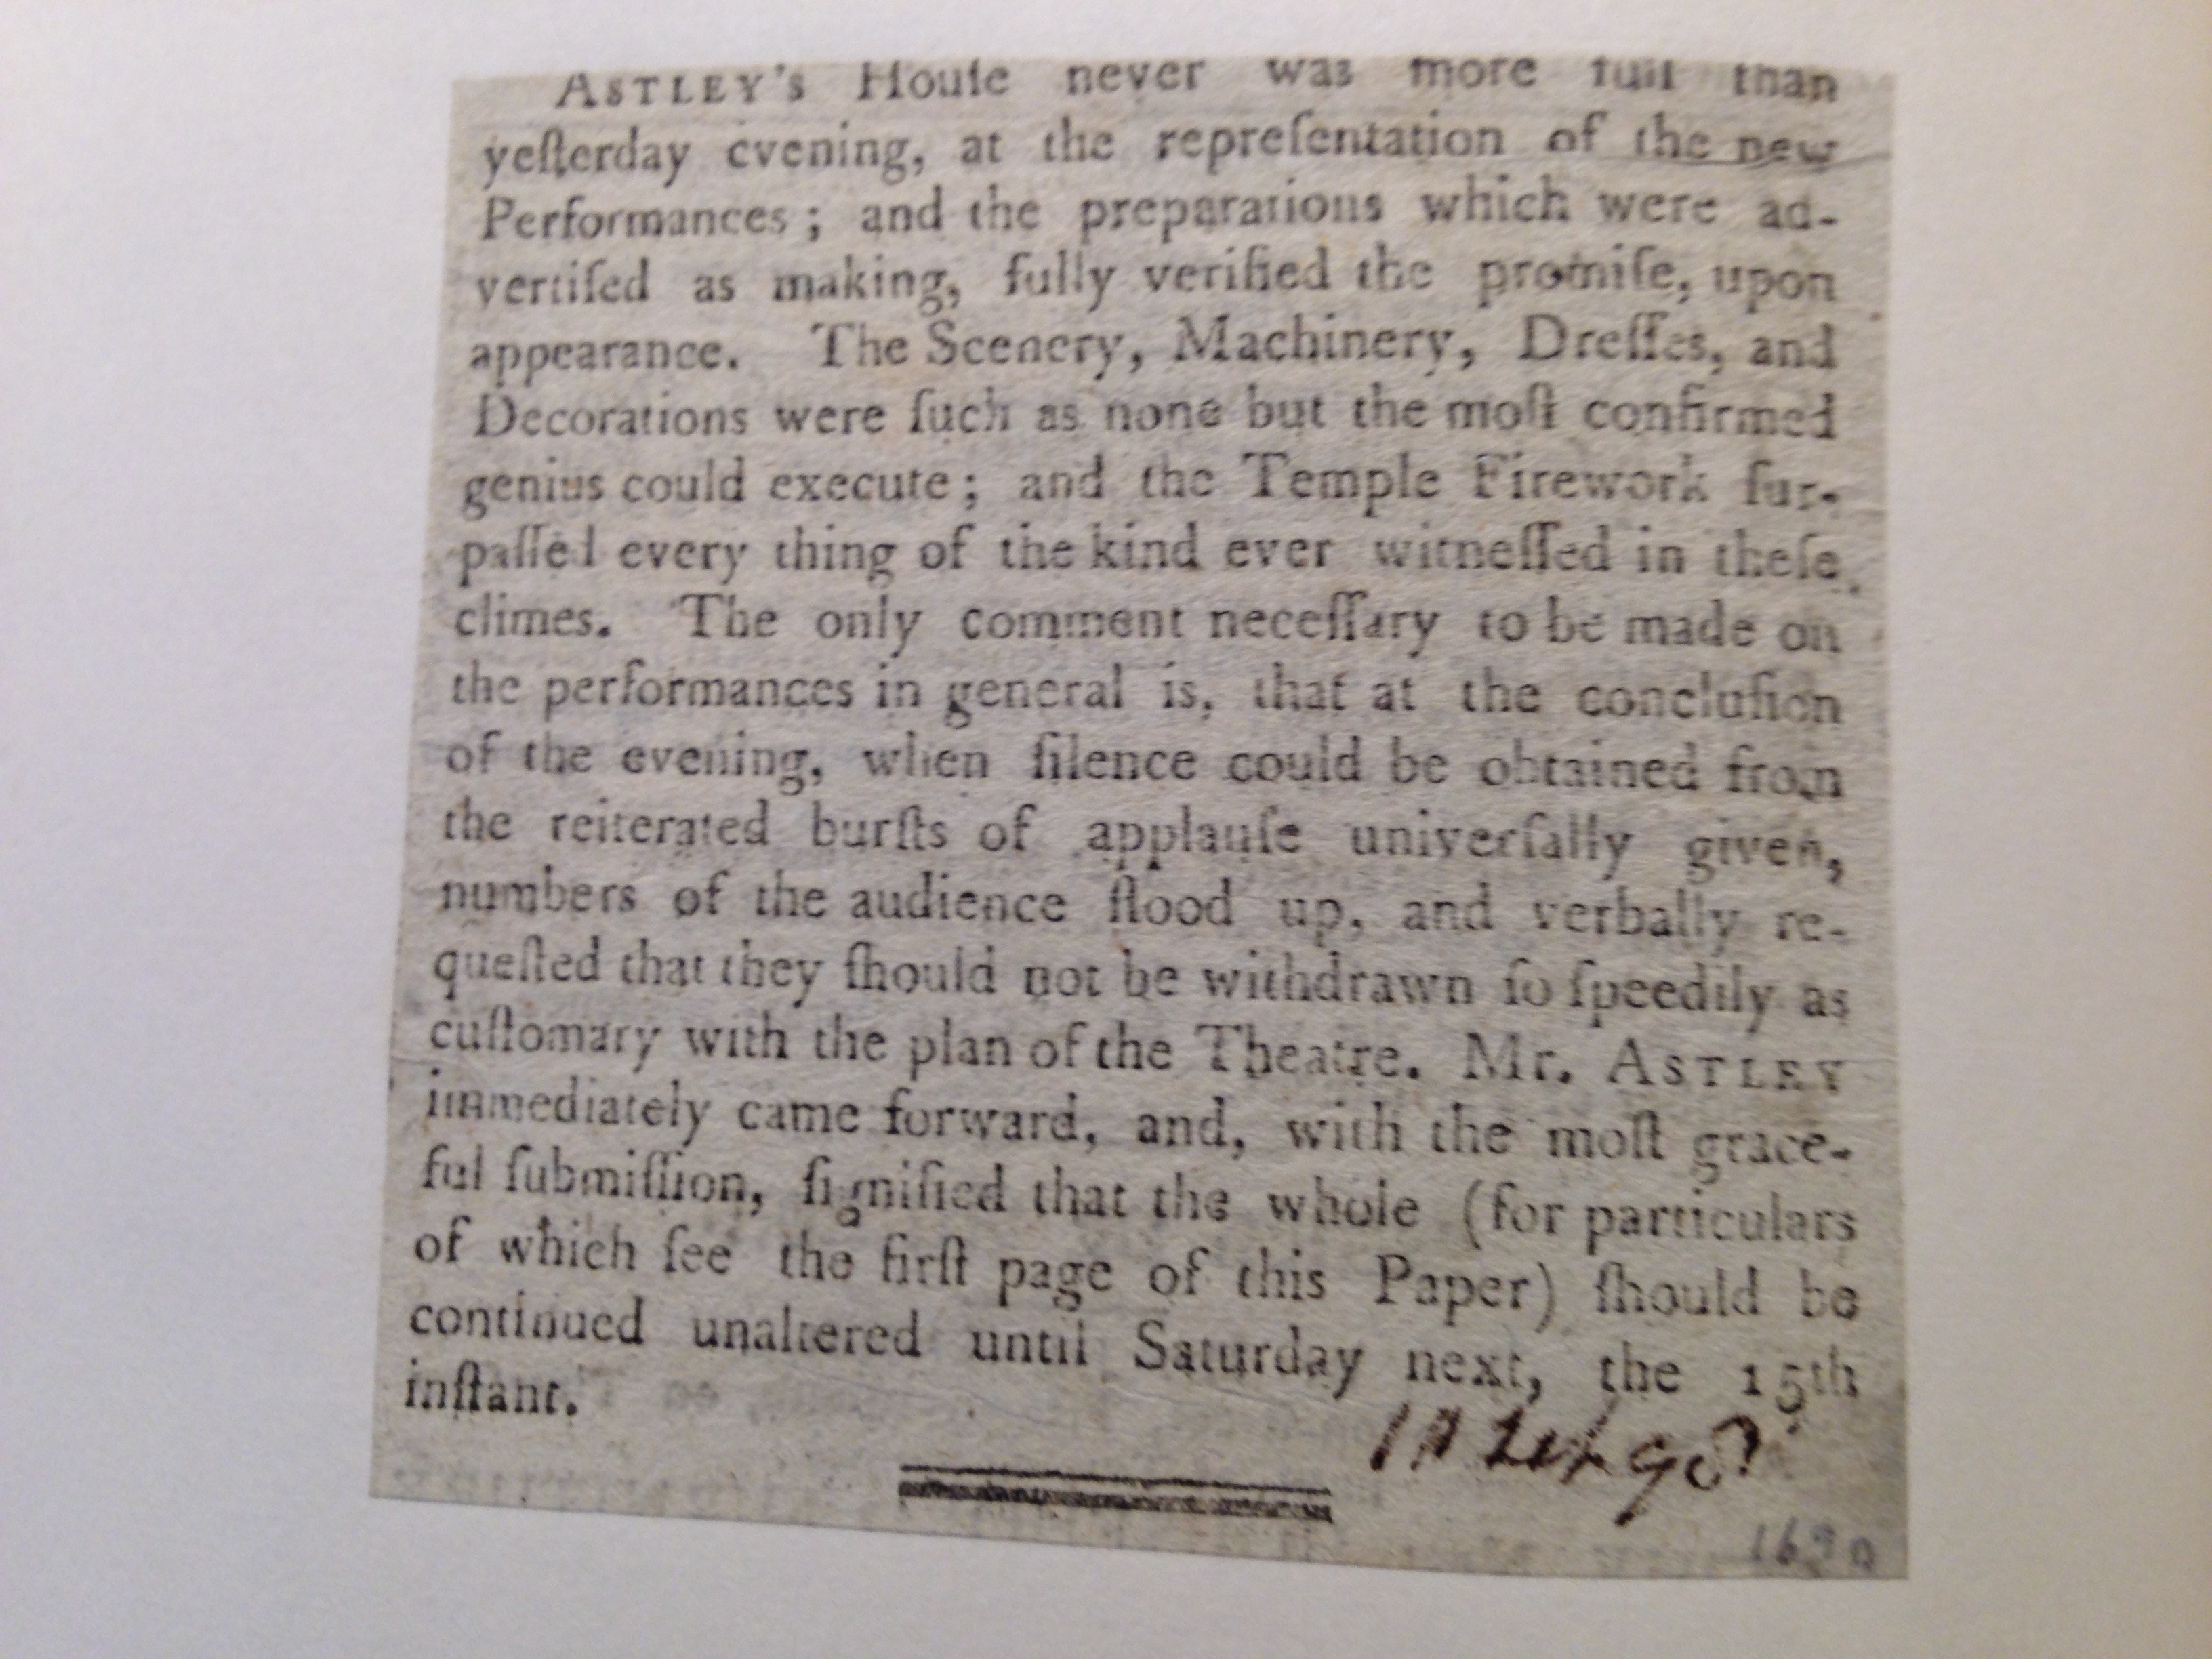 ASTLEY's Houſe never was more full than
yeſterday evening, at the repreſentation of the new
Performances; and the preparations which were ad-
vertiſed as making, fully verified the promiſe, upon
appearance. The Scenery, Machinery, Dreſſes, and
Decorations were ſuch as none but the moſt confirmed
genius could execute; and the Temple Firework ſur-
paſſed every thing of the kind ever witneſſed in theſe
climes. The only comment neceſſary to be made on
the performances in general is, that at the concluſion
of the evening, when ſilence could be obtained from
the reiterated burſts of applauſe univerſally given,
numbers of the audience ſtood up, and verbally re-
queſted that they ſhould not be withdrawn ſo ſpeedily as
cuſtomary with the plan of the Theatre. Mr. ASTLEY
immediately came forward, and, with the moſt grace-
ful ſubmiſſion, ſignified that the whole (for particulars
of which ſee the firſt page of this Paper) ſhould be
continued unaltered until Saturday next, the 15th
inſtant.